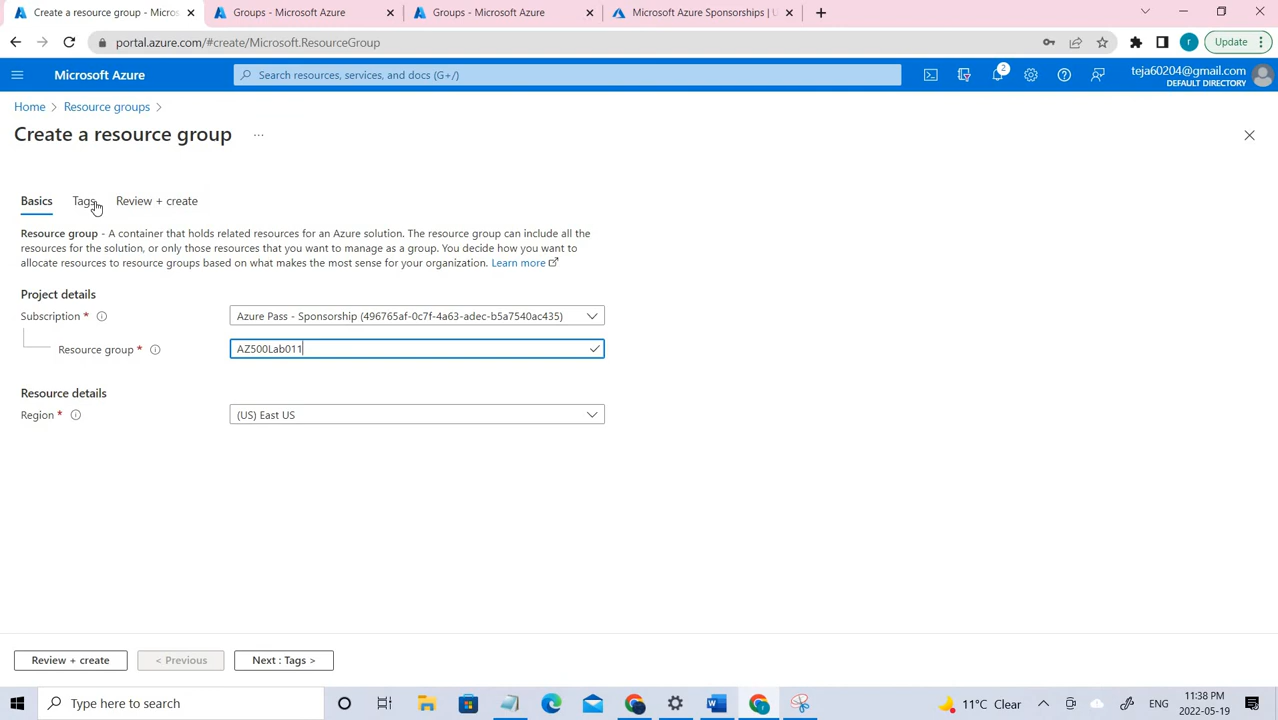 Create a resource group - Micros
Groups - Microsoft Azure
Groups - Microsoft Azure
Microsoft Azure Sponsorships | U
portal.azure.com/#create/Microsoft.ResourceGroup
r
Update
Microsoft Azure
Search resources, services, and docs (G+/)
2
teja60204@gmail.com
DEFAULT DIRECTORY
Home > Resource groups >
Create a resource group ...
Basics
Tags
Review + create
Resource group - A container that holds related resources for an Azure solution. The resource group can include all the
resources for the solution, or only those resources that you want to manage as a group. You decide how you want to
allocate resources to resource groups based on what makes the most sense for your organization. Learn more
Project details
Subscription *
Azure Pass - Sponsorship (496765af-0c7f-4a63-adec-b5a7540ac435)
Resource group *
AZ500Lab011
Resource details
Region *
(US) East US
Review + create
< Previous
Next : Tags >
Type here to search
11°C Clear
ENG
11:38 PM
2022-05-19